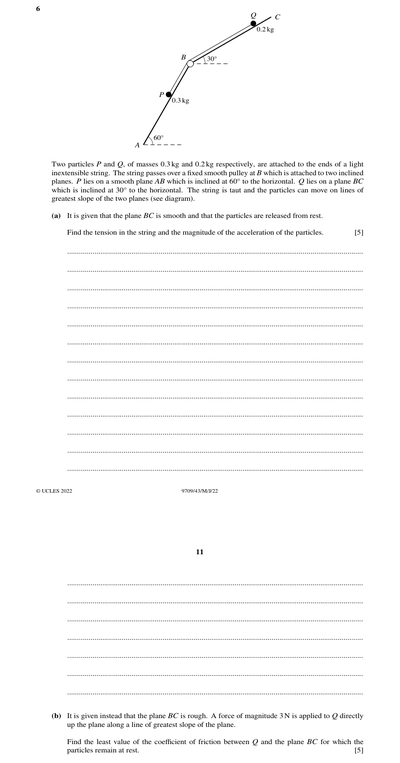 6
Q
C
0.2 kg
B
30°
P
0.3 kg
60°
A
Two particles P and Q, of masses 0.3 kg and 0.2 kg respectively, are attached to the ends of a light
inextensible string. The string passes over a fixed smooth pulley at B which is attached to two inclined
planes. P lies on a smooth plane AB which is inclined at 60° to the horizontal. Q lies on a plane BC
which is inclined at 30° to the horizontal. The string is taut and the particles can move on lines of
greatest slope of the two planes (see diagram).
(a) It is given that the plane BC is smooth and that the particles are released from rest.
Find the tension in the string and the magnitude of the acceleration of the particles. [5]
© UCLES 2022 9709/43/M/J/22
11
(b) It is given instead that the plane BC is rough. A force of magnitude 3 N is applied to Q directly
up the plane along a line of greatest slope of the plane.
Find the least value of the coefficient of friction between Q and the plane BC for which the
particles remain at rest. [5]